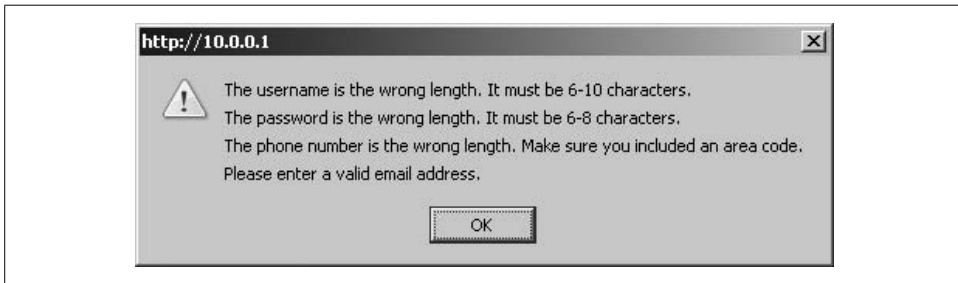 http://10.0.0.1
The username is the wrong length. It must be 6-10 characters.
The password is the wrong length. It must be 6-8 characters.
The phone number is the wrong length. Make sure you included an area code.
Please enter a valid email address.
OK